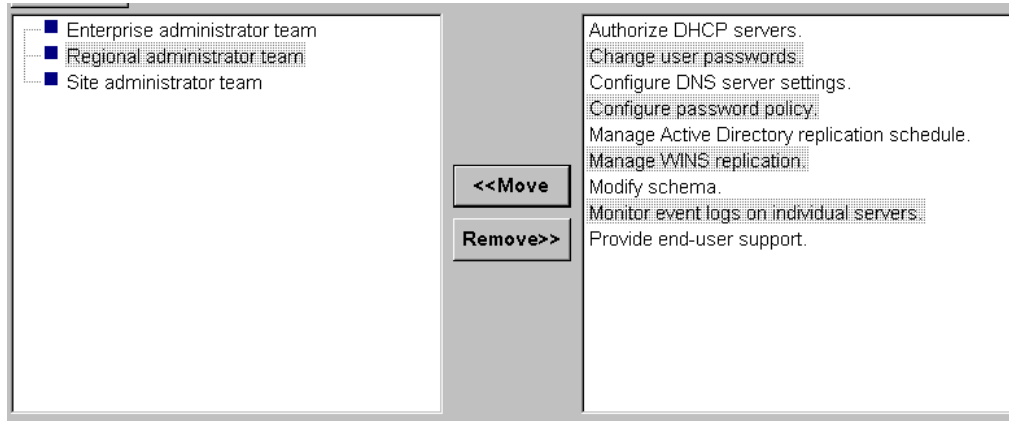 Enterprise administrator team
Regional administrator team
Site administrator team
<<Move
Remove>>
Authorize DHCP servers.
Change user passwords.
Configure DNS server settings.
Configure password policy.
Manage Active Directory replication schedule.
Manage WINS replication.
Modify schema.
Monitor event logs on individual servers.
Provide end-user support.